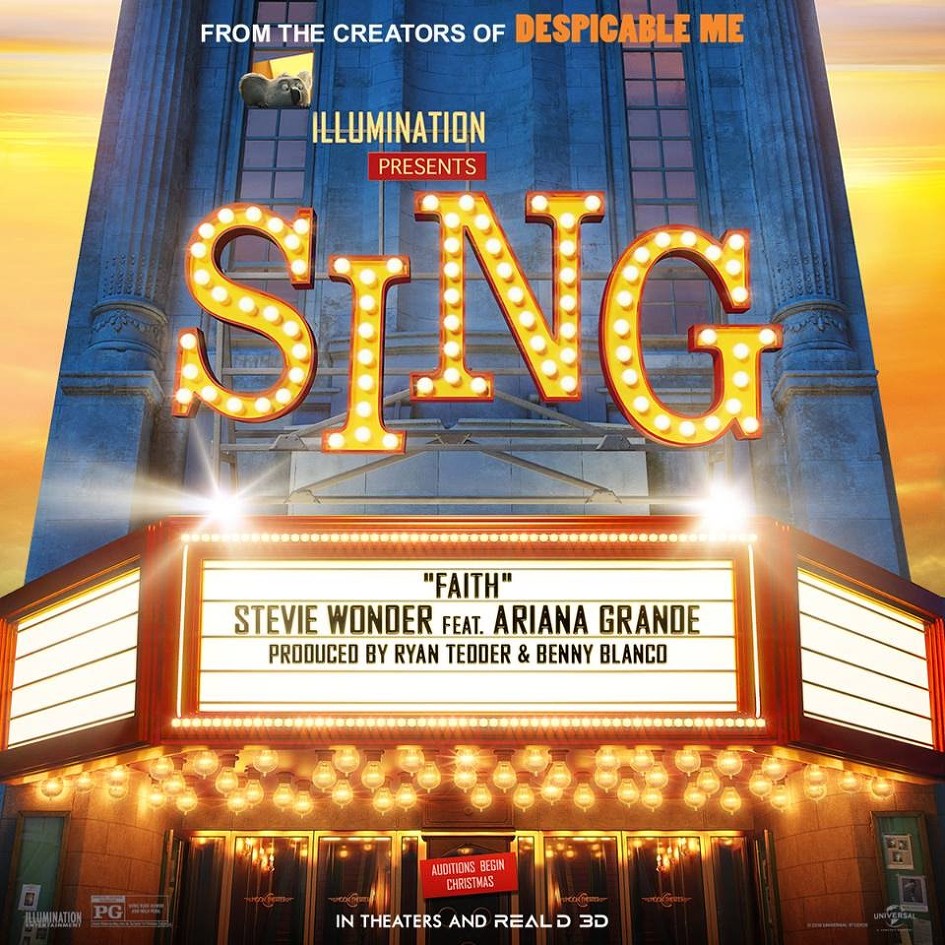 FROM THE CREATORS OF DESPICABLE ME
ILLUMINATION
PRESENTS
SING
"FAITH"
STEVIE WONDER FEAT. ARIANA GRANDE
PRODUCED BY RYAN TEDDER & BENNY BLANCO
AUDITIONS BEGIN
CHRISTMAS
IN THEATERS AND REAL D 3D
ILLUMINATION
ENTERTAINMENT
PG
UNIVERSAL